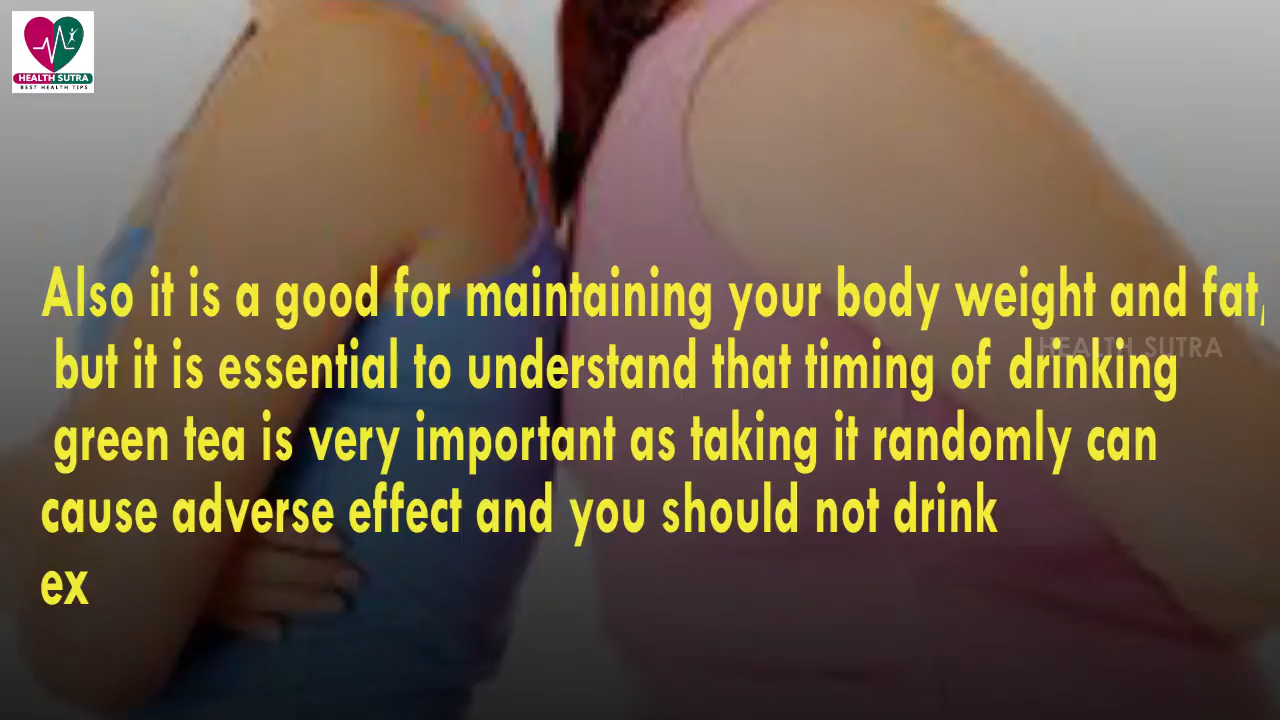 HEALTH SUTRA
BEST HEALTH TIPS
Also it is a good for maintaining your body weight and fat,
but it is essential to understand that timing of drinking
HEALTH SUTRA
green tea is very important as taking it randomly can
cause adverse effect and you should not drink
ex